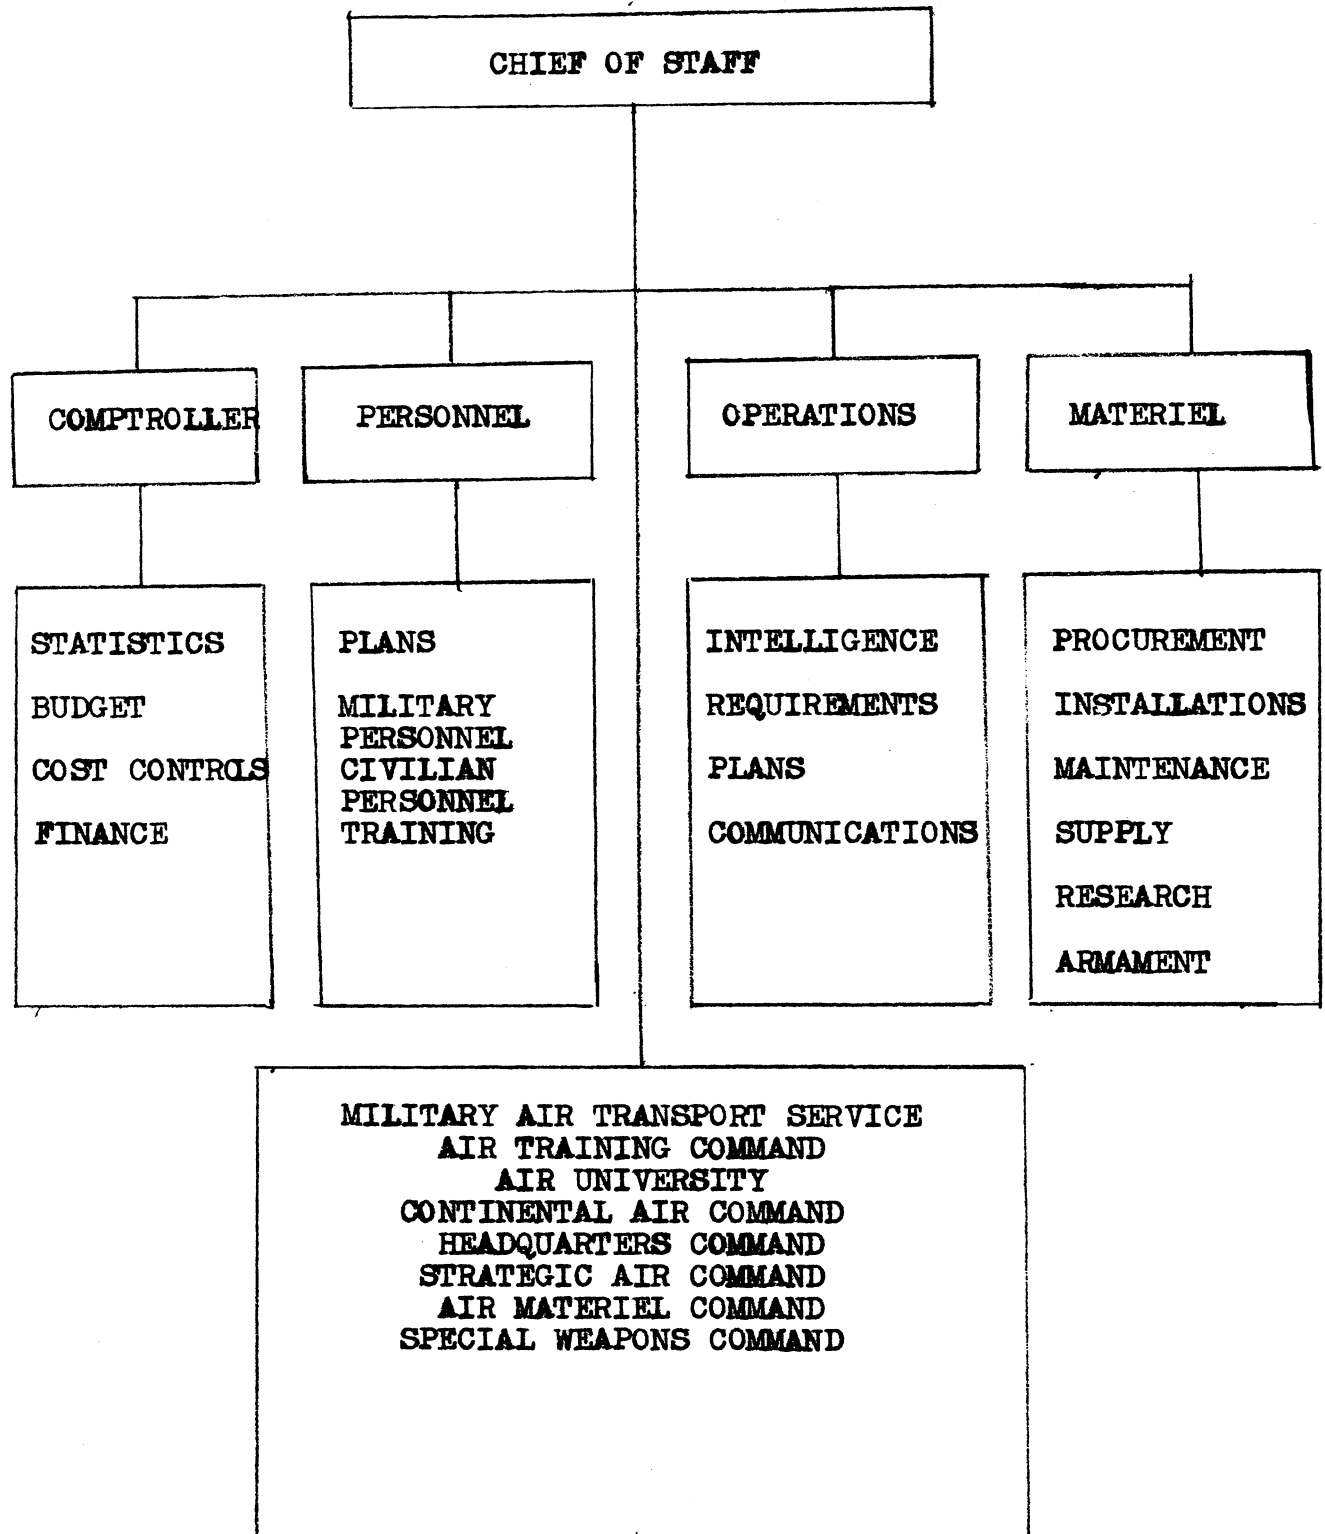 CHIEF OF STAFF
COMPTROLLER
PERSONNEL
OPERATIONS
MATERIEL
STATISTICS
BUDGET
COST CONTROLS
FINANCE
PLANS
MILITARY
PERSONNEL
CIVILIAN
PERSONNEL
TRAINING
INTELLIGENCE
REQUIREMENTS
PLANS
COMMUNICATIONS
PROCUREMENT
INSTALLATIONS
MAINTENANCE
SUPPLY
RESEARCH
ARMAMENT
MILITARY AIR TRANSPORT SERVICE
AIR TRAINING COMMAND
AIR UNIVERSITY
CONTINENTAL AIR COMMAND
HEADQUARTERS COMMAND
STRATEGIC AIR COMMAND
AIR MATERIEL COMMAND
SPECIAL WEAPONS COMMAND